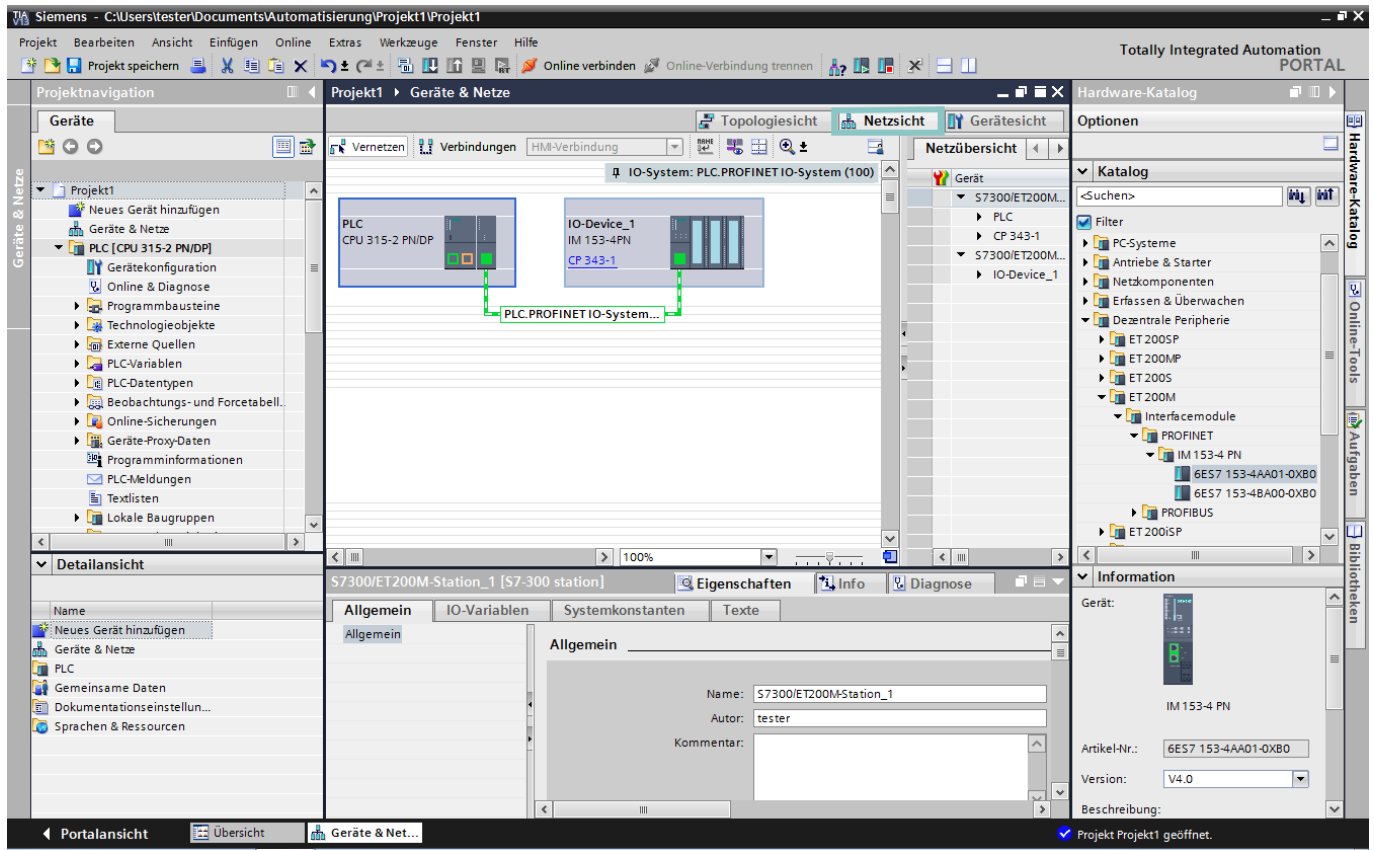 TIA V13 Siemens - C:\Users\tester\Documents\Automatisierung\Projekt1\Projekt1
Projekt Bearbeiten Ansicht Einfügen Online Extras Werkzeuge Fenster Hilfe
Totally Integrated Automation
PORTAL
Projekt speichern Online verbinden Online-Verbindung trennen
Projektnavigation
Geräte
Geräte & Netze
Projekt1
Neues Gerät hinzufügen
Geräte & Netze
PLC [CPU 315-2 PN/DP]
Gerätekonfiguration
Online & Diagnose
Programmbausteine
Technologieobjekte
Externe Quellen
PLC-Variablen
PLC-Datentypen
Beobachtungs- und Forcetabell..
Online-Sicherungen
Geräte-Proxy-Daten
Programminformationen
PLC-Meldungen
Textlisten
Lokale Baugruppen
Detailansicht
Name
Neues Gerät hinzufügen
Geräte & Netze
PLC
Gemeinsame Daten
Dokumentationseinstellun...
Sprachen & Ressourcen
Projekt1 Geräte & Netze
Topologiesicht Netzsicht Gerätesicht
Vernetzen Verbindungen HMI-Verbindung
IO-System: PLC.PROFINET IO-System (100)
PLC
CPU 315-2 PN/DP
IO-Device_1
IM 153-4PN
CP 343-1
PLC.PROFINET IO-System...
100%
Netzübersicht
Gerät
S7300/ET200M...
PLC
CP 343-1
S7300/ET200M...
IO-Device_1
S7300/ET200M-Station_1 [S7-300 station]
Eigenschaften Info Diagnose
Allgemein IO-Variablen Systemkonstanten Texte
Allgemein
Allgemein
Name: S7300/ET200M-Station_1
Autor: tester
Kommentar:
Hardware-Katalog
Optionen
Katalog
<Suchen>
Filter
PC-Systeme
Antriebe & Starter
Netzkomponenten
Erfassen & Überwachen
Dezentrale Peripherie
ET 200SP
ET 200MP
ET 200S
ET 200M
Interfacemodule
PROFINET
IM 153-4 PN
6ES7 153-4AA01-0XB0
6ES7 153-4BA00-0XB0
PROFIBUS
ET 200iSP
Information
Gerät:
IM 153-4 PN
Artikel-Nr.: 6ES7 153-4AA01-0XB0
Version: V4.0
Beschreibung:
Hardware-Katalog
Online-Tools
Aufgaben
Bibliotheken
Portalansicht Übersicht Geräte & Net...
Projekt Projekt1 geöffnet.